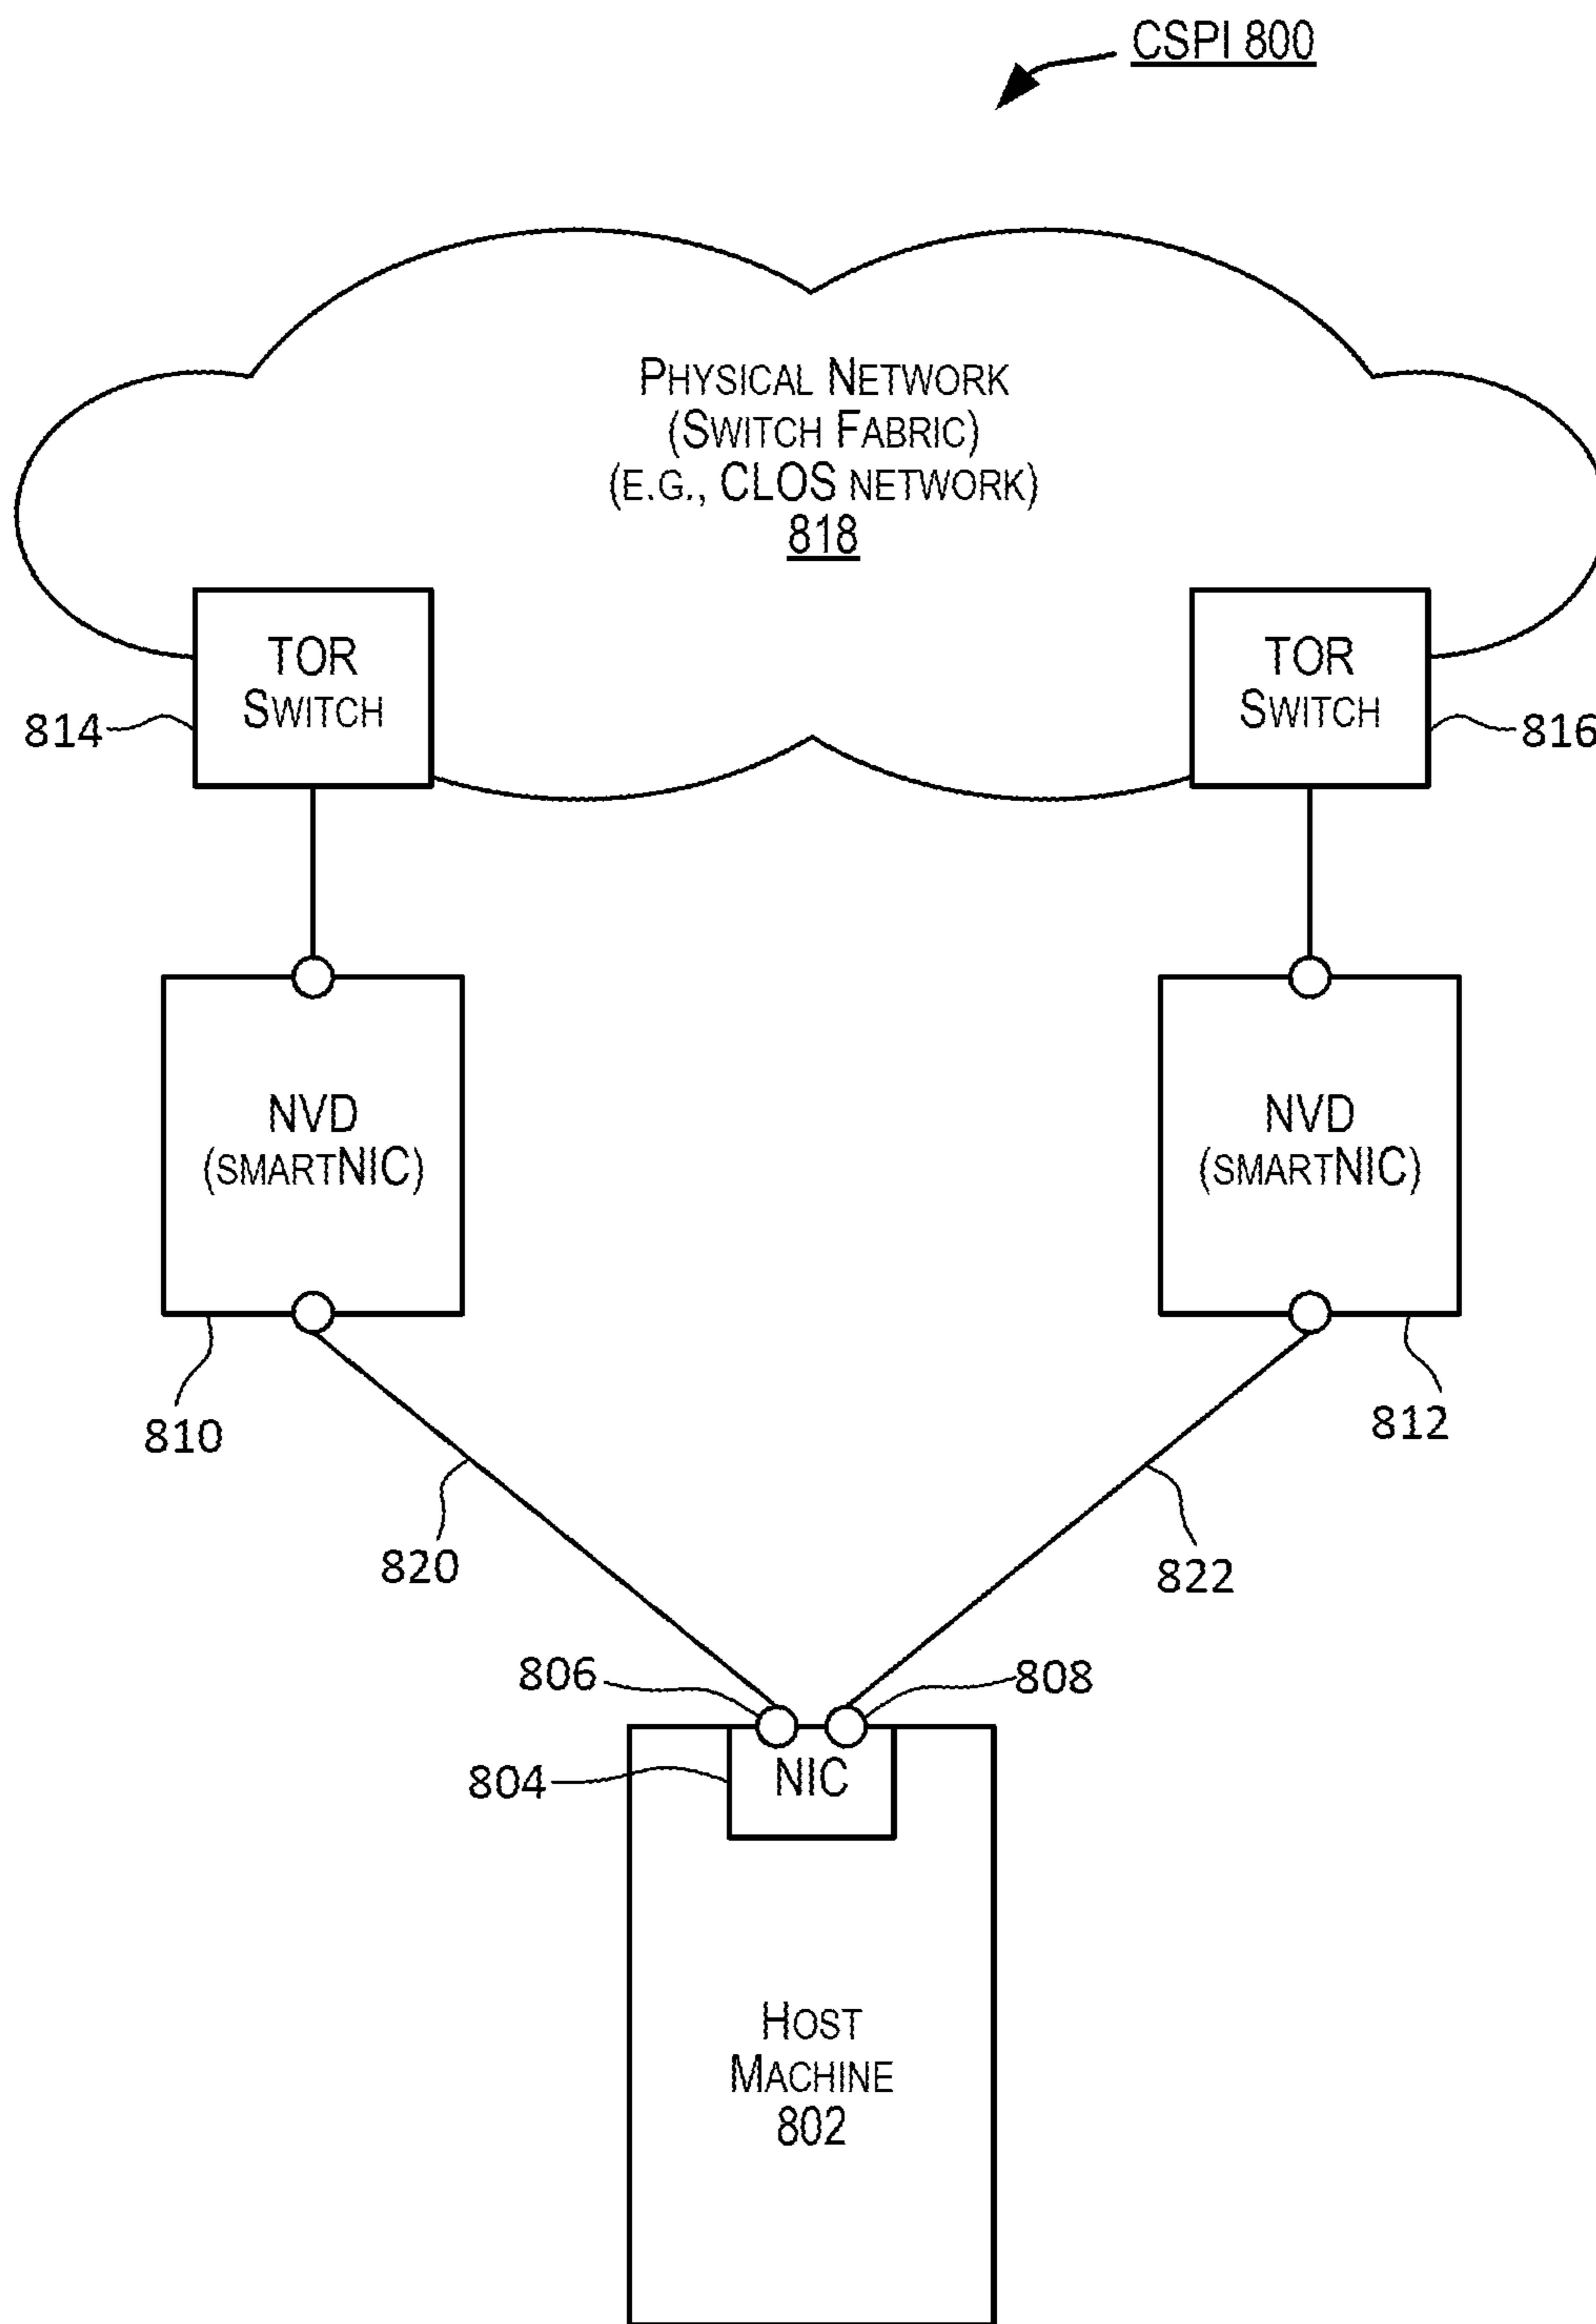 CSPI 800
PHYSICAL NETWORK
(SWITCH FABRIC)
(E.G., CLOS NETWORK)
818
TOR
SWITCH
814
TOR
SWITCH
816
NVD
(SMARTNIC)
810
NVD
(SMARTNIC)
812
820
822
806
808
804
NIC
HOST
MACHINE
802